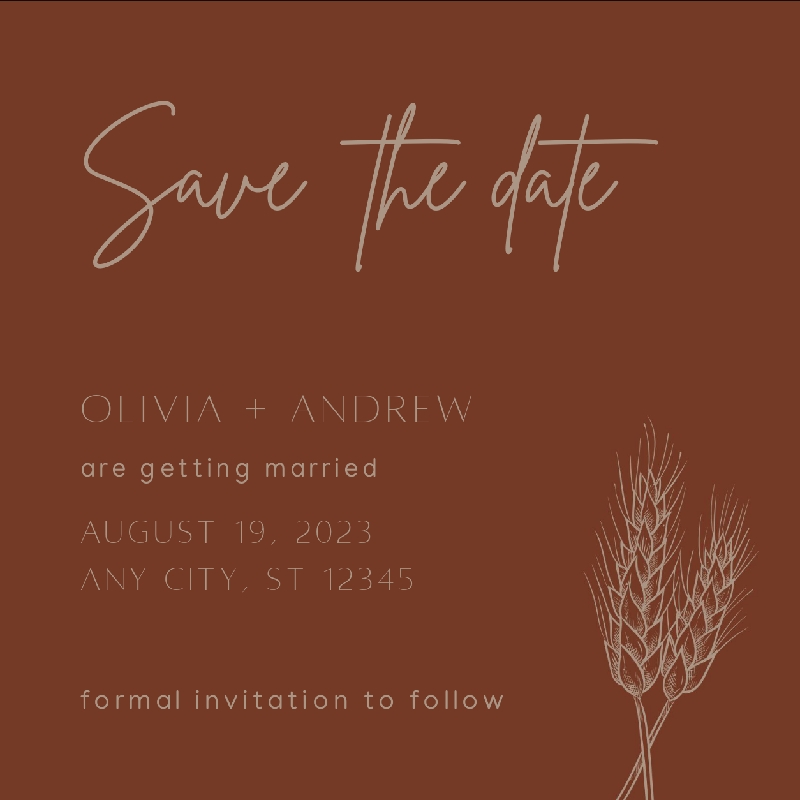 Save the date
OLIVIA + ANDREW
are getting married
AUGUST 19, 2023
ANY CITY, ST 12345
formal invitation to follow